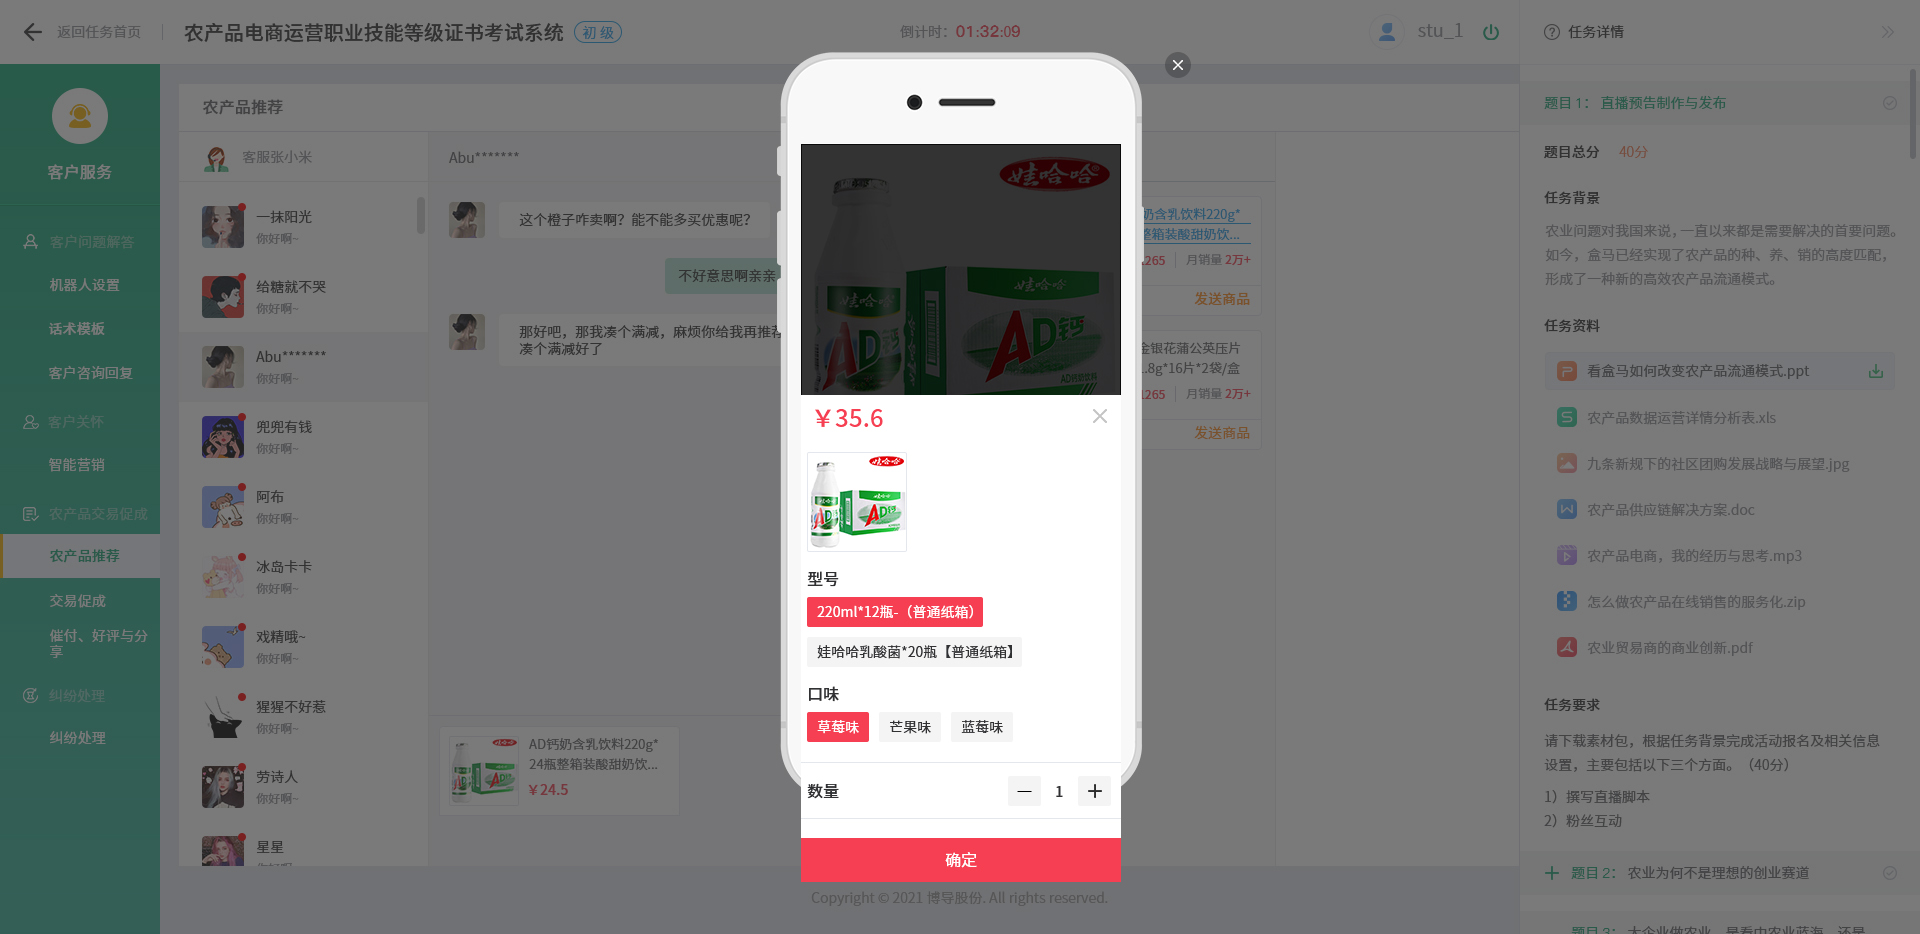 返回任务首页
农产品电商运营职业技能等级证书考试系统
初级
倒计时：01:32:09
stu_1
任务详情
客户服务
客户问题解答
机器人设置
话术模板
客户咨询回复
客户关怀
智能营销
农产品交易促成
农产品推荐
交易促成
催付、好评与分
享
纠纷处理
纠纷处理
农产品推荐
客服张小米
一抹阳光
你好啊~
给糖就不哭
你好啊~
Abu*******
你好啊~
兜兜有钱
你好啊~
阿布
你好啊~
冰岛卡卡
你好啊~
戏精哦~
你好啊~
猩猩不好惹
你好啊~
劳诗人
你好啊~
星星
Abu*******
这个橙子咋卖啊？能不能多买优惠呢？
不好意思啊亲亲
那好吧，那我凑个满减，麻烦你给我再推荐
凑个满减好了
AD钙奶含乳饮料220g*
24瓶整箱装酸甜奶饮...
￥24.5
娃哈哈
娃哈哈
AD钙
AD钙
￥35.6
娃哈哈
娃哈哈
AD钙
型号
220ml*12瓶-（普通纸箱）
娃哈哈乳酸菌*20瓶【普通纸箱】
口味
草莓味
芒果味
蓝莓味
数量
1
确定
奶含乳饮料220g*
整箱装酸甜奶饮...
1265
月销量 2万+
发送商品
金银花蒲公英压片
.8g*16片*2袋/盒
1265
月销量 2万+
发送商品
Copyright © 2021 博导股份. All rights reserved.
题目 1： 直播预告制作与发布
题目总分 40分
任务背景
农业问题对我国来说，一直以来都是需要解决的首要问题。
如今，盒马已经实现了农产品的种、养、销的高度匹配，
形成了一种新的高效农产品流通模式。
任务资料
看盒马如何改变农产品流通模式.ppt
农产品数据运营详情分析表.xls
九条新规下的社区团购发展战略与展望.jpg
农产品供应链解决方案.doc
农产品电商，我的经历与思考.mp3
怎么做农产品在线销售的服务化.zip
农业贸易商的商业创新.pdf
任务要求
请下载素材包，根据任务背景完成活动报名及相关信息
设置，主要包括以下三个方面。（40分）
1）撰写直播脚本
2）粉丝互动
题目 2： 农业为何不是理想的创业赛道